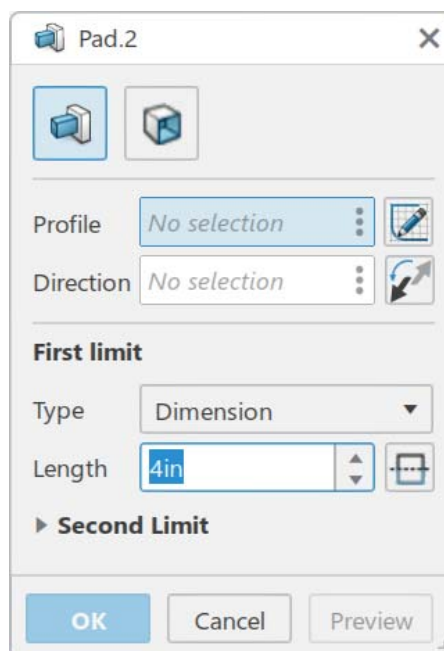 Pad.2
Profile No selection
Direction No selection
First limit
Type Dimension
Length 4in
Second Limit
OK Cancel Preview